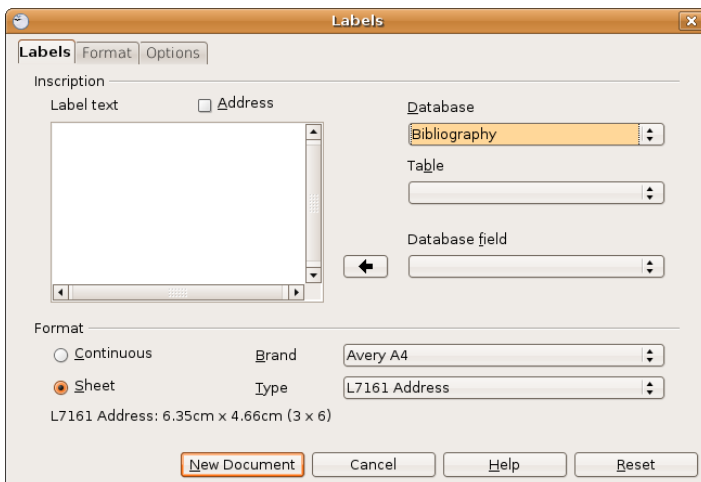 Labels
Labels Format Options
Inscription
Label text Address Database
Bibliography
Table
Database field
Format
Continuous Brand Avery A4
Sheet Type L7161 Address
L7161 Address: 6.35cm x 4.66cm (3 x 6)
New Document Cancel Help Reset